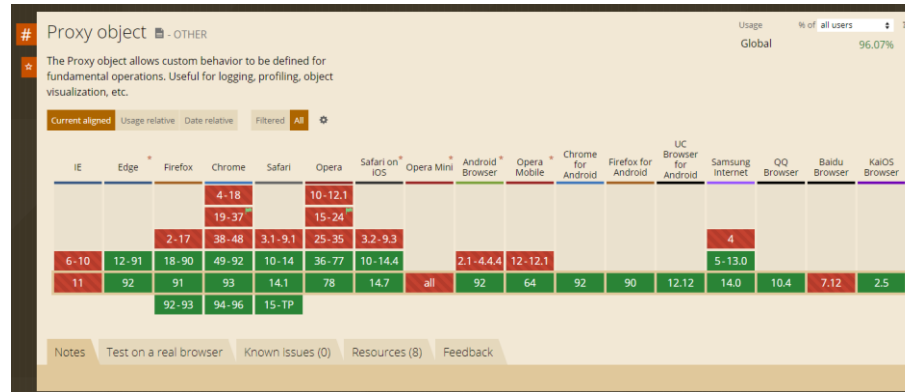 #
Proxy object - OTHER
Usage % of all users
Global 96.07%
The Proxy object allows custom behavior to be defined for
fundamental operations. Useful for logging, profiling, object
visualization, etc.
Current aligned Usage relative Date relative Filtered All
IE Edge * Firefox Chrome Safari Opera Safari on iOS * Opera Mini * Android Browser * Opera Mobile * Chrome for Android Firefox for Android UC Browser for Android Samsung Internet QQ Browser Baidu Browser KaiOS Browser
4-18 10-12.1
19-37 15-24
2-17 38-48 3.1-9.1 25-35 3.2-9.3 4
6-10 12-91 18-90 49-92 10-14 36-77 10-14.4 2.1-4.4.4 12-12.1 5-13.0
11 92 91 93 14.1 78 14.7 all 92 64 92 90 12.12 14.0 10.4 7.12 2.5
92-93 94-96 15-TP
Notes Test on a real browser Known issues (0) Resources (8) Feedback